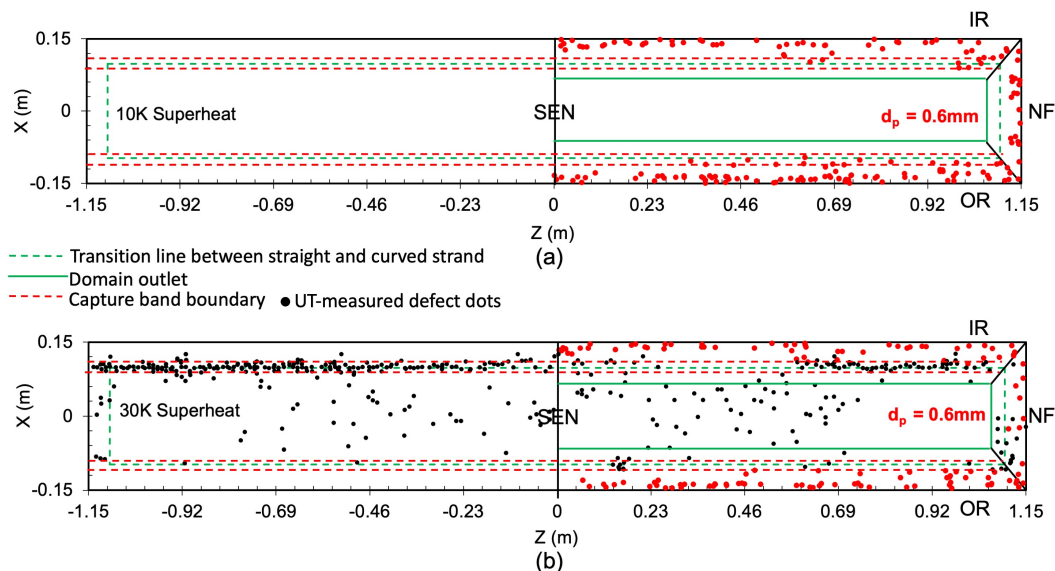 (a)
IR
0.15
0
-0.15
X (m)
10K Superheat
SEN
dp = 0.6mm
NF
OR
-1.15 -0.92 -0.69 -0.46 -0.23 0 0.23 0.46 0.69 0.92 1.15
Z (m)
(a)
Transition line between straight and curved strand
Domain outlet
Capture band boundary UT-measured defect dots
IR
0.15
0
-0.15
X (m)
30K Superheat
SEN
dp = 0.6mm
NF
OR
-1.15 -0.92 -0.69 -0.46 -0.23 0 0.23 0.46 0.69 0.92 1.15
Z (m)
(b)